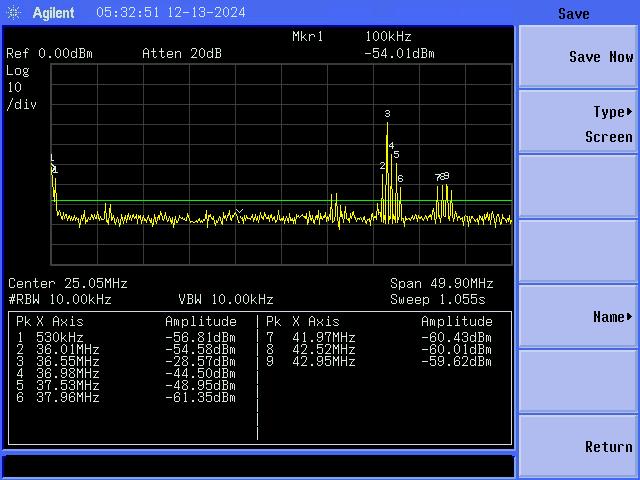 Agilent 05:32:51 12-13-2024 Save
Mkr1 100kHz
Ref 0.00dBm Atten 20dB -54.01dBm
Log
10
/div
Save Now
Type
Screen
3
4
5
2
6
789
1
1
Center 25.05MHz Span 49.90MHz
#RBW 10.00kHz VBW 10.00kHz Sweep 1.055s
Name
Pk X Axis Amplitude Pk X Axis Amplitude
1 530kHz -56.81dBm 7 41.97MHz -60.43dBm
2 36.01MHz -54.58dBm 8 42.52MHz -60.01dBm
3 36.55MHz -28.57dBm 9 42.95MHz -59.62dBm
4 36.98MHz -44.50dBm
5 37.53MHz -48.95dBm
6 37.96MHz -61.35dBm
Return